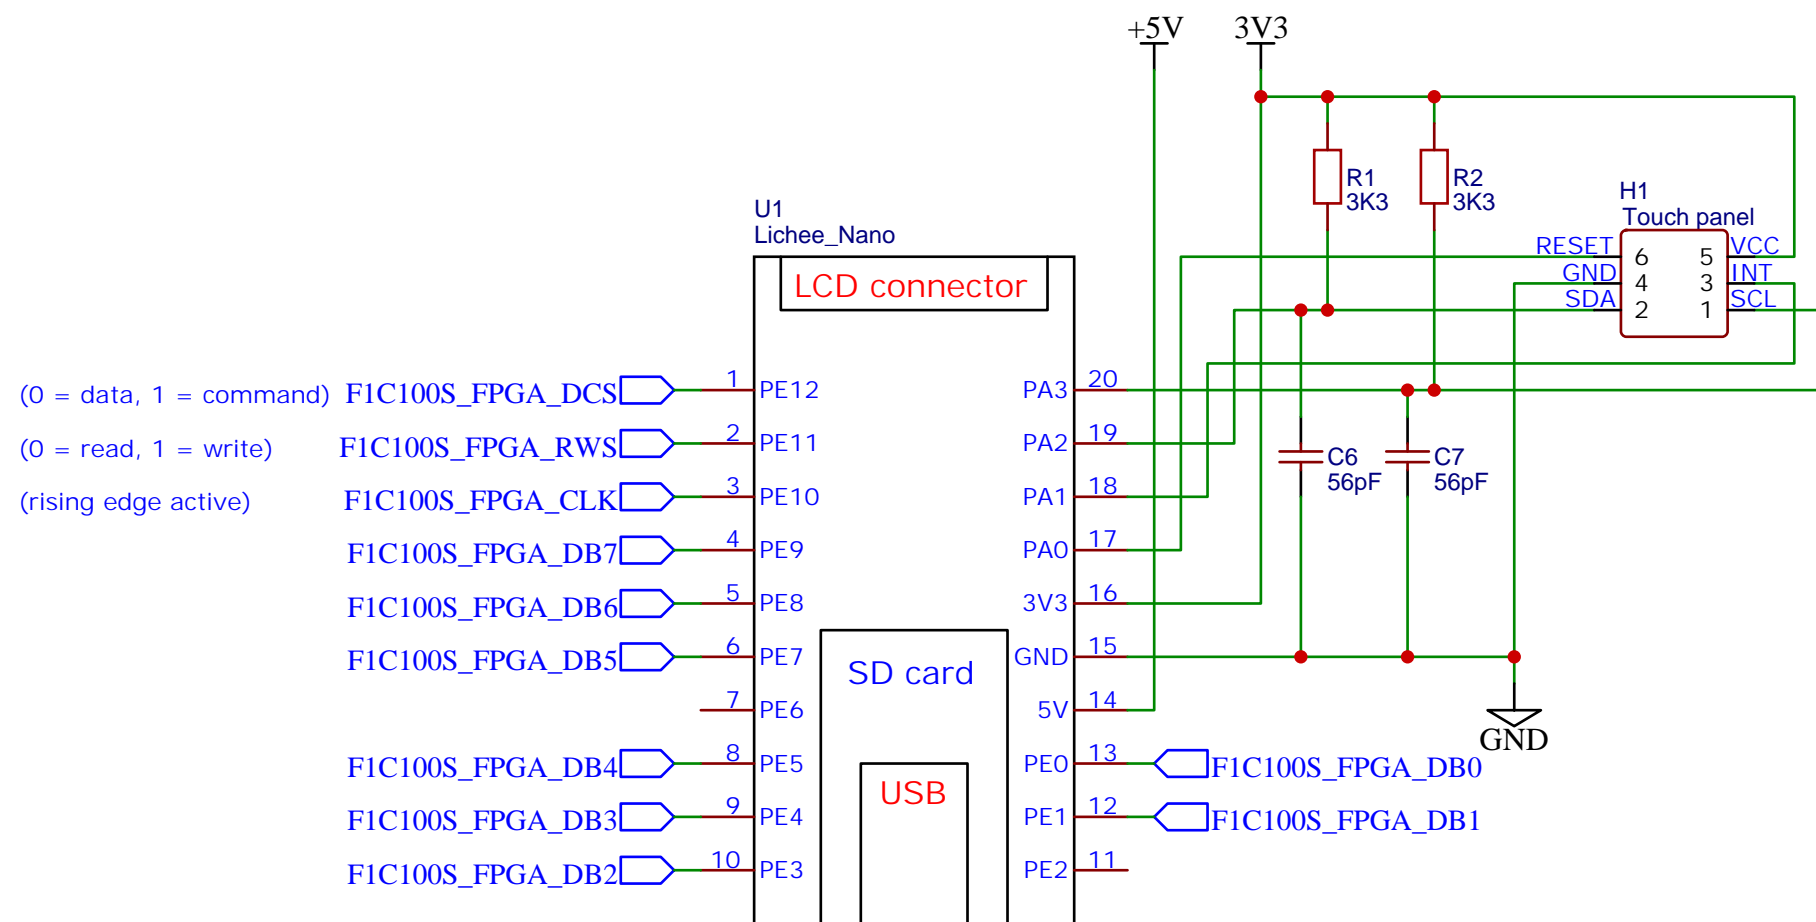 +5V
3V3
R1
3K3
R2
3K3
H1
Touch panel
U1
Lichee_Nano
LCD connector
RESET 6 5 VCC
GND 4 3 INT
SDA 2 1 SCL
(0 = data, 1 = command) F1C100S_FPGA_DCS 1 PE12
PA3 20
(0 = read, 1 = write) F1C100S_FPGA_RWS 2 PE11
PA2 19
(rising edge active) F1C100S_FPGA_CLK 3 PE10
PA1 18
C6
56pF
C7
56pF
F1C100S_FPGA_DB7 4 PE9
PA0 17
F1C100S_FPGA_DB6 5 PE8
3V3 16
F1C100S_FPGA_DB5 6 PE7
GND 15
SD card
7 PE6
5V 14
GND
F1C100S_FPGA_DB4 8 PE5
PE0 13 F1C100S_FPGA_DB0
USB
F1C100S_FPGA_DB3 9 PE4
PE1 12 F1C100S_FPGA_DB1
F1C100S_FPGA_DB2 10 PE3
PE2 11